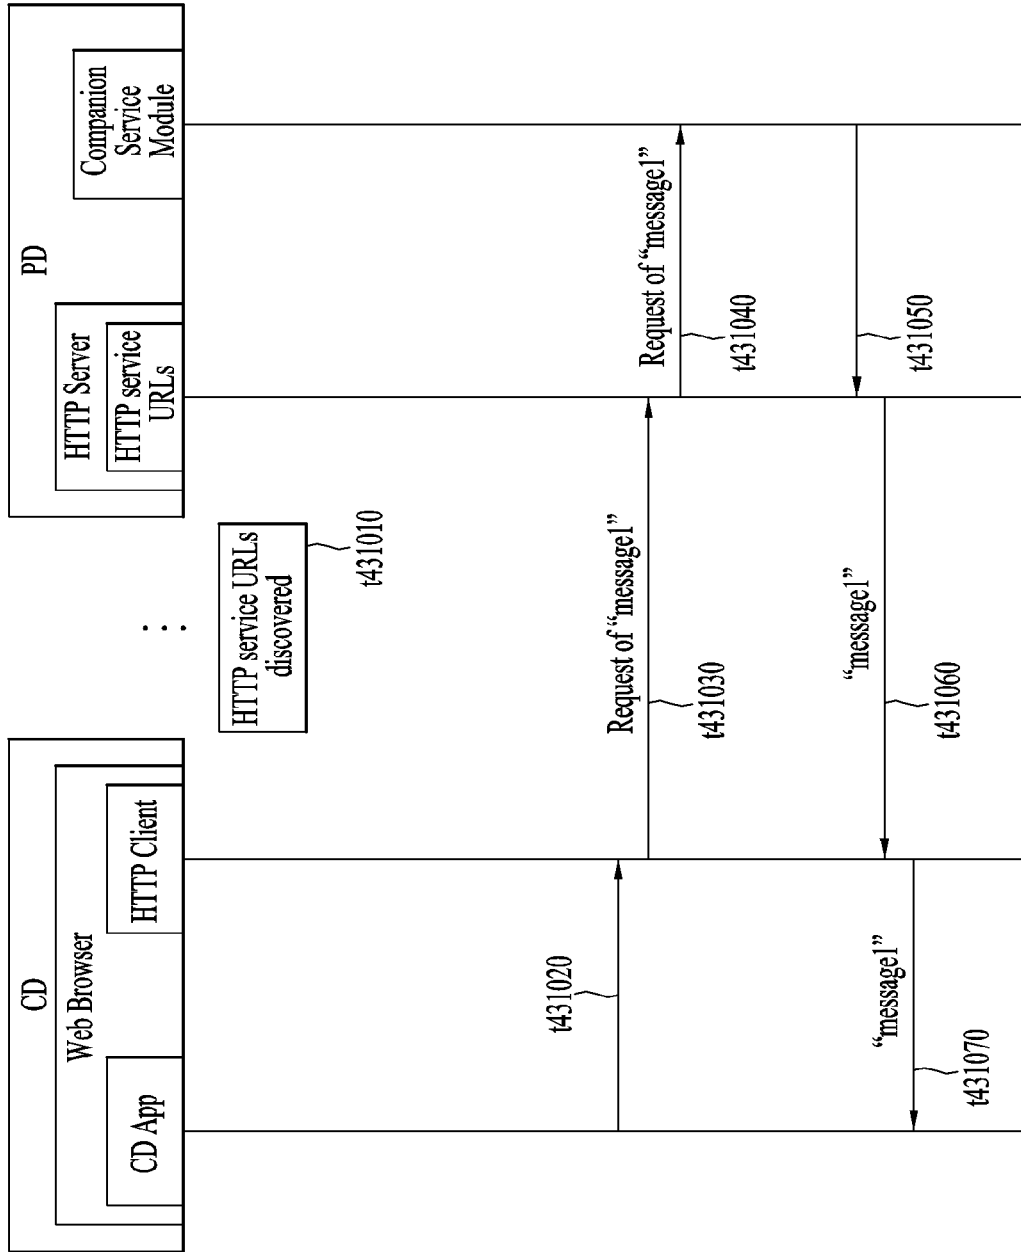 CD
Web Browser
CD App
HTTP Client
. . .
PD
HTTP Server
HTTP service
URLs
Companion
Service
Module
HTTP service URLs
discovered
t431010
t431020
Request of “message1”
t431030
Request of “message1”
t431040
t431050
“message1”
t431060
“message1”
t431070